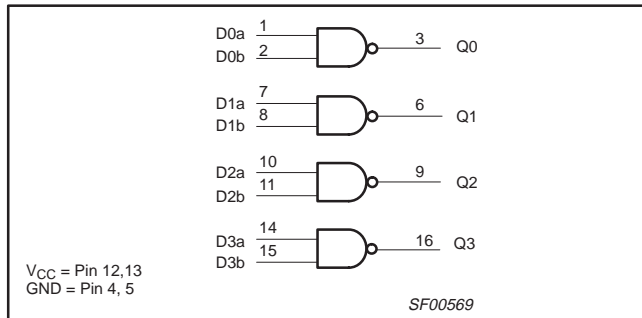 D0a 1
D0b 2
3 Q0
D1a 7
D1b 8
6 Q1
D2a 10
D2b 11
9 Q2
D3a 14
D3b 15
16 Q3
VCC = Pin 12,13
GND = Pin 4, 5
SF00569